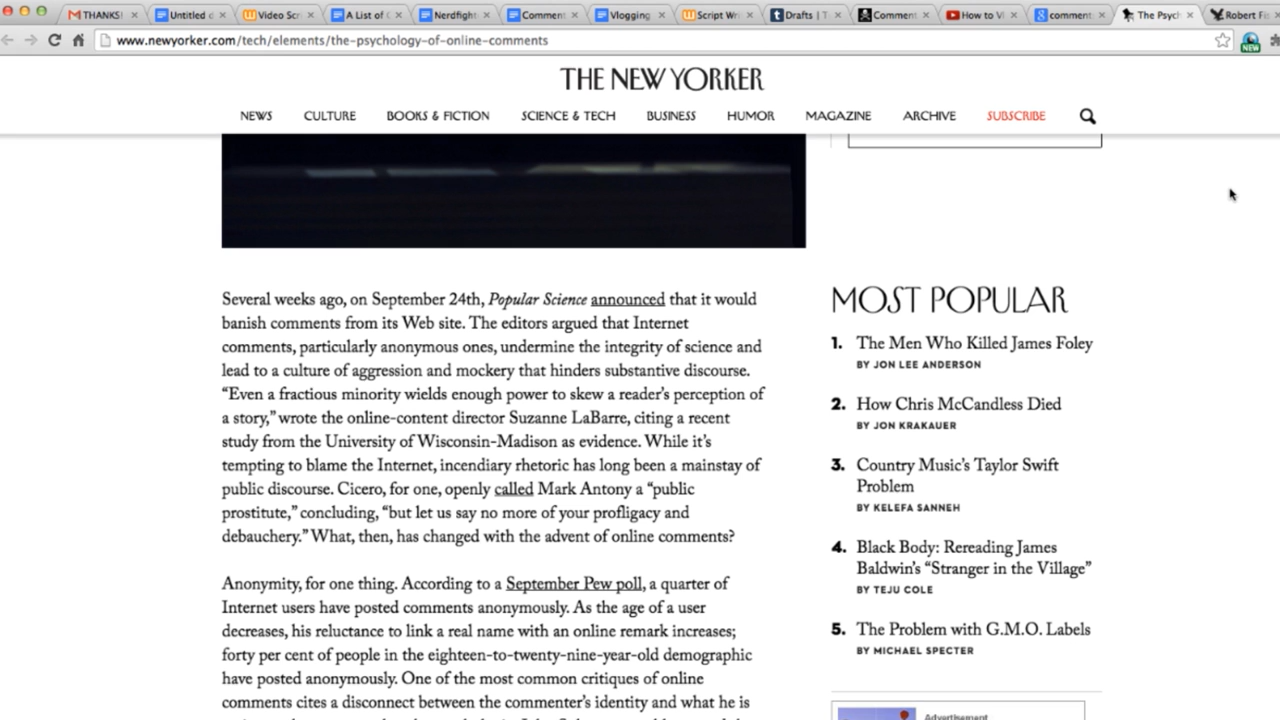 THANKS!
Untitled d
Video Scr
A List of C
Nerdfight
Comment
Vlogging
Script Wr
Drafts | T
Comment
How to Vi
comment
The Psych
Robert Fi
www.newyorker.com/tech/elements/the-psychology-of-online-comments
NEW
THE NEW YORKER
NEWS CULTURE BOOKS & FICTION SCIENCE & TECH BUSINESS HUMOR MAGAZINE ARCHIVE SUBSCRIBE
Several weeks ago, on September 24th, Popular Science announced that it would
banish comments from its Web site. The editors argued that Internet
comments, particularly anonymous ones, undermine the integrity of science and
lead to a culture of aggression and mockery that hinders substantive discourse.
“Even a fractious minority wields enough power to skew a reader’s perception of
a story,” wrote the online-content director Suzanne LaBarre, citing a recent
study from the University of Wisconsin-Madison as evidence. While it’s
tempting to blame the Internet, incendiary rhetoric has long been a mainstay of
public discourse. Cicero, for one, openly called Mark Antony a “public
prostitute,” concluding, “but let us say no more of your profligacy and
debauchery.” What, then, has changed with the advent of online comments?
Anonymity, for one thing. According to a September Pew poll, a quarter of
Internet users have posted comments anonymously. As the age of a user
decreases, his reluctance to link a real name with an online remark increases;
forty per cent of people in the eighteen-to-twenty-nine-year-old demographic
have posted anonymously. One of the most common critiques of online
comments cites a disconnect between the commenter’s identity and what he is
MOST POPULAR
1. The Men Who Killed James Foley
BY JON LEE ANDERSON
2. How Chris McCandless Died
BY JON KRAKAUER
3. Country Music’s Taylor Swift
Problem
BY KELEFA SANNEH
4. Black Body: Rereading James
Baldwin’s “Stranger in the Village”
BY TEJU COLE
5. The Problem with G.M.O. Labels
BY MICHAEL SPECTER
Advertisement